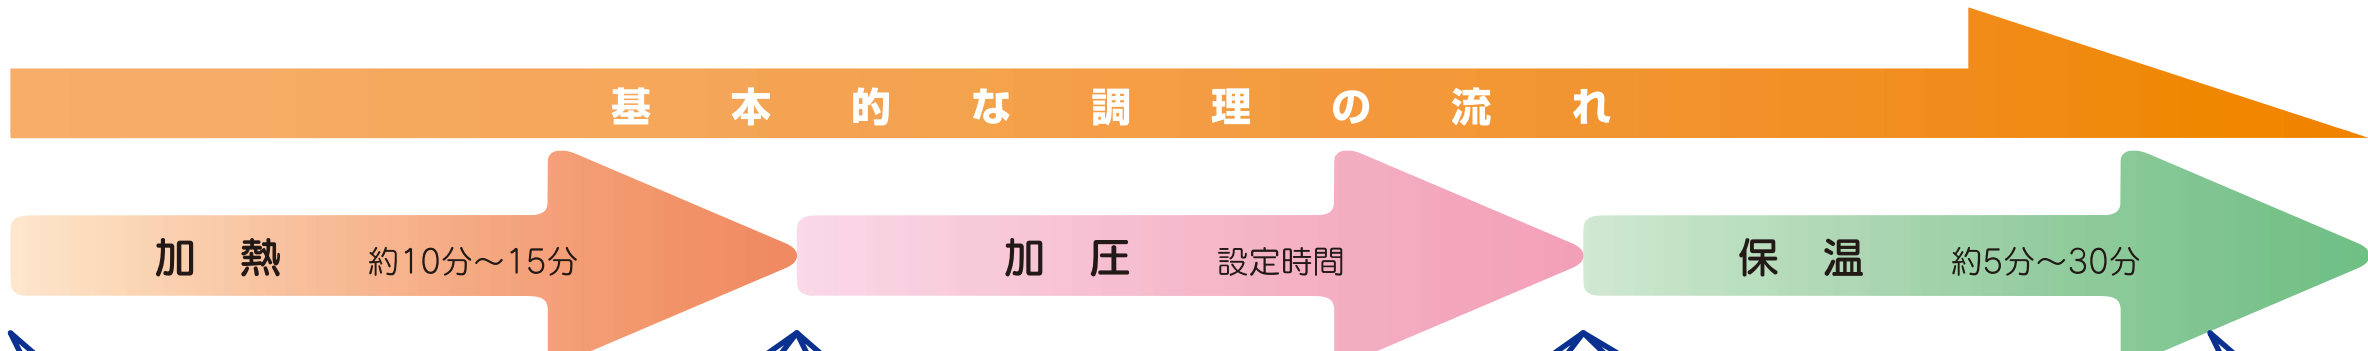 基本的な調理の流れ
加熱 約10分～15分
加圧 設定時間
保温 約5分～30分